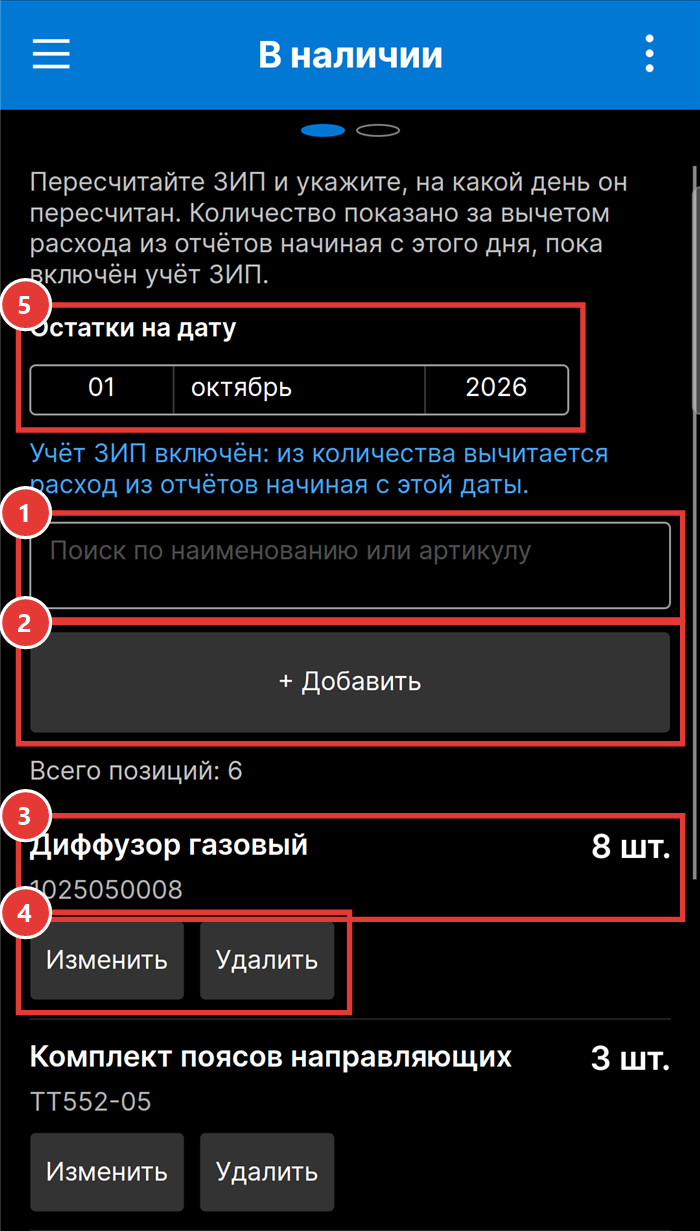 В наличии
Пересчитайте ЗИП и укажите, на какой день он
пересчитан. Количество показано за вычетом
расхода из отчётов начиная с этого дня, пока
включён учёт ЗИП.
5
Остатки на дату
01 октябрь 2026
Учёт ЗИП включён: из количества вычитается
расход из отчётов начиная с этой даты.
1
Поиск по наименованию или артикулу
2
+ Добавить
Всего позиций: 6
3
Диффузор газовый 8 шт.
1025050008
4
Изменить Удалить
Комплект поясов направляющих 3 шт.
ТТ552-05
Изменить Удалить